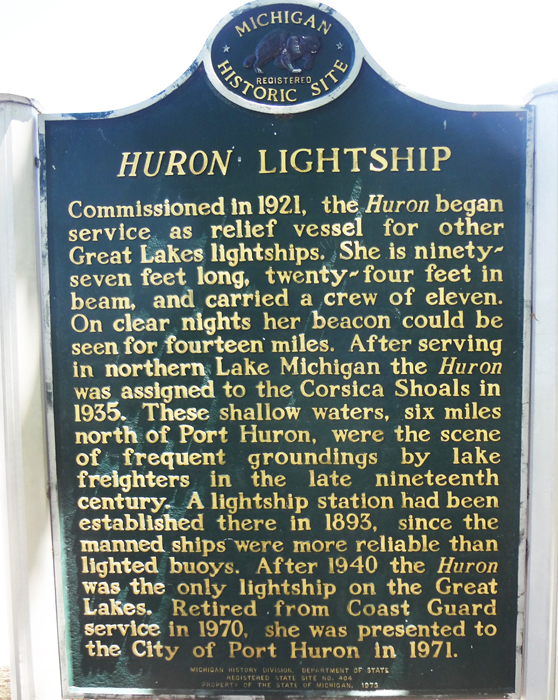 MICHIGAN
REGISTERED
HISTORIC SITE
HURON LIGHTSHIP
Commissioned in 1921, the Huron began
service as relief vessel for other
Great Lakes lightships. She is ninety-
seven feet long, twenty-four feet in
beam, and carried a crew of eleven.
On clear nights her beacon could be
seen for fourteen miles. After serving
in northern Lake Michigan the Huron
was assigned to the Corsica Shoals in
1935. These shallow waters, six miles
north of Port Huron, were the scene
of frequent groundings by lake
freighters in the late nineteenth
century. A lightship station had been
established there in 1893, since the
manned ships were more reliable than
lighted buoys. After 1940 the Huron
was the only lightship on the Great
Lakes. Retired from Coast Guard
service in 1970, she was presented to
the City of Port Huron in 1971.
MICHIGAN HISTORY DIVISION, DEPARTMENT OF STATE
REGISTERED STATE SITE NO. 404
PROPERTY OF THE STATE OF MICHIGAN, 1973